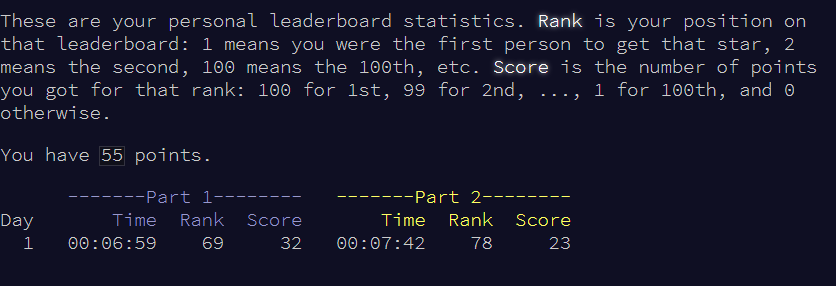 These are your personal leaderboard statistics. Rank is your position on
that leaderboard: 1 means you were the first person to get that star, 2
means the second, 100 means the 100th, etc. Score is the number of points
you got for that rank: 100 for 1st, 99 for 2nd, ..., 1 for 100th, and 0
otherwise.
You have 55 points.
-------Part 1-------- -------Part 2--------
Day Time Rank Score Time Rank Score
1 00:06:59 69 32 00:07:42 78 23